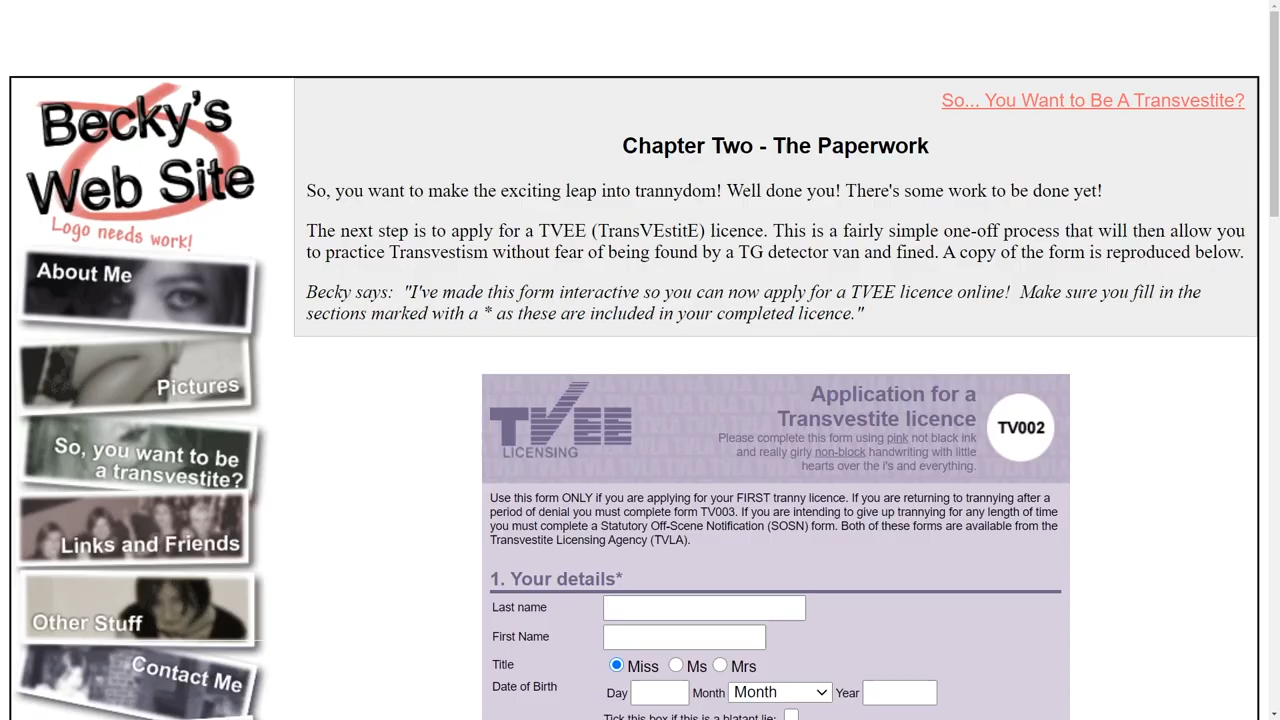 Becky's
Web Site
Logo needs work!
About Me
Pictures
So, you want to be
a transvestite?
Links and Friends
Other Stuff
Contact Me
So... You Want to Be A Transvestite?
Chapter Two - The Paperwork
So, you want to make the exciting leap into trannydom! Well done you! There's some work to be done yet!
The next step is to apply for a TVEE (TransVEstitE) licence. This is a fairly simple one-off process that will then allow you
to practice Transvestism without fear of being found by a TG detector van and fined. A copy of the form is reproduced below.
Becky says: "I've made this form interactive so you can now apply for a TVEE licence online! Make sure you fill in the
sections marked with a * as these are included in your completed licence."
TVEE
LICENSING
Application for a
Transvestite licence
Please complete this form using pink not black ink
and really girly non-block handwriting with little
hearts over the i's and everything.
TV002
Use this form ONLY if you are applying for your FIRST tranny licence. If you are returning to trannying after a
period of denial you must complete form TV003. If you are intending to give up trannying for any length of time
you must complete a Statutory Off-Scene Notification (SOSN) form. Both of these forms are available from the
Transvestite Licensing Agency (TVLA).
1. Your details*
Last name
First Name
Title Miss Ms Mrs
Date of Birth Day Month Month Year
Tick this box if this is a blatant lie: